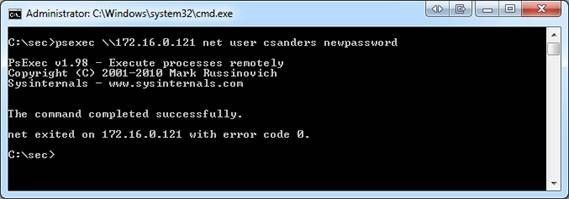 Administrator: C:\Windows\system32\cmd.exe
C:\sec>psexec \\172.16.0.121 net user csanders newpassword
PsExec v1.98 - Execute processes remotely
Copyright (C) 2001-2010 Mark Russinovich
Sysinternals - www.sysinternals.com
The command completed successfully.
net exited on 172.16.0.121 with error code 0.
C:\sec>